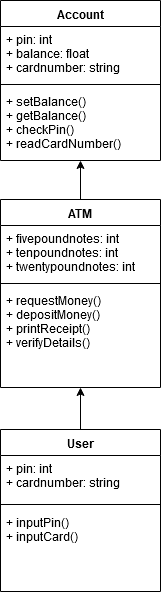 Account
+ pin: int
+ balance: float
+ cardnumber: string
+ setBalance()
+ getBalance()
+ checkPin()
+ readCardNumber()
ATM
+ fivepoundnotes: int
+ tenpoundnotes: int
+ twentypoundnotes: int
+ requestMoney()
+ depositMoney()
+ printReceipt()
+ verifyDetails()
User
+ pin: int
+ cardnumber: string
+ inputPin()
+ inputCard()